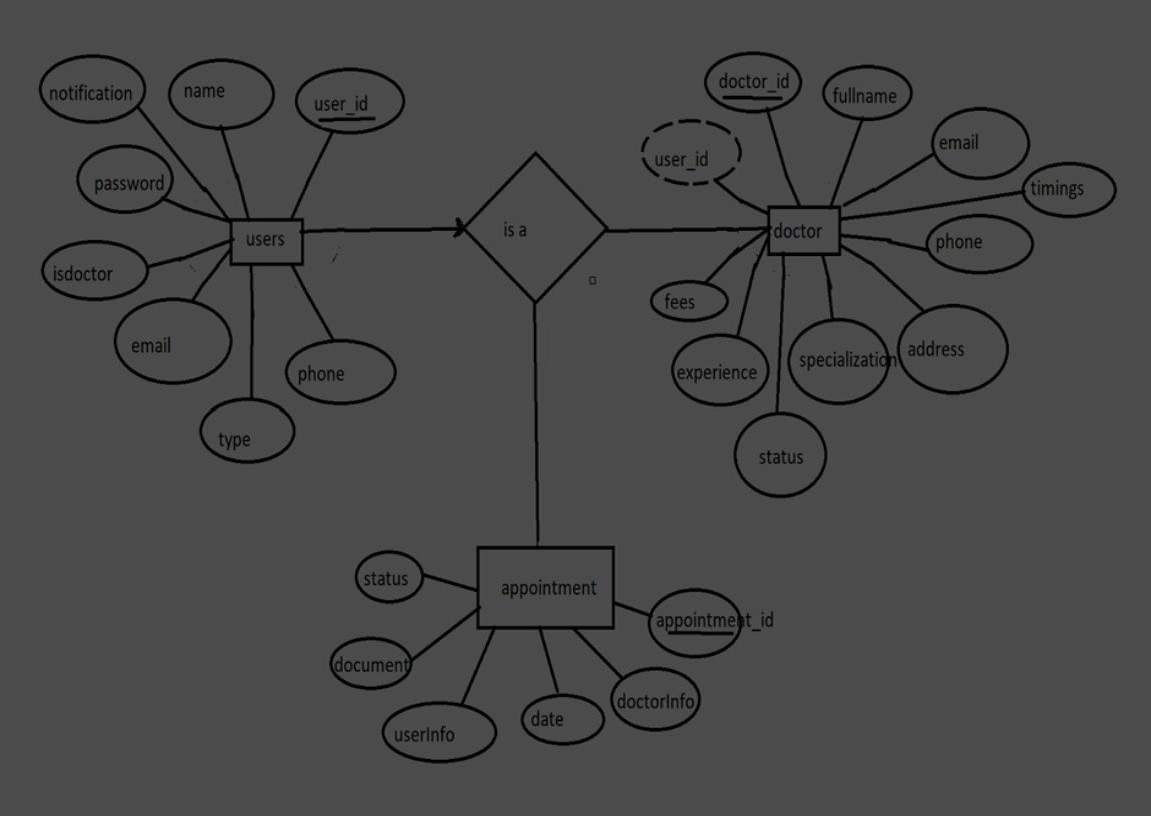 notification
name
user_id
password
users
isdoctor
email
phone
type
is a
doctor_id
fullname
user_id
email
timings
doctor
phone
fees
experience
specialization
address
status
appointment
status
appointment_id
document
doctorInfo
date
userInfo